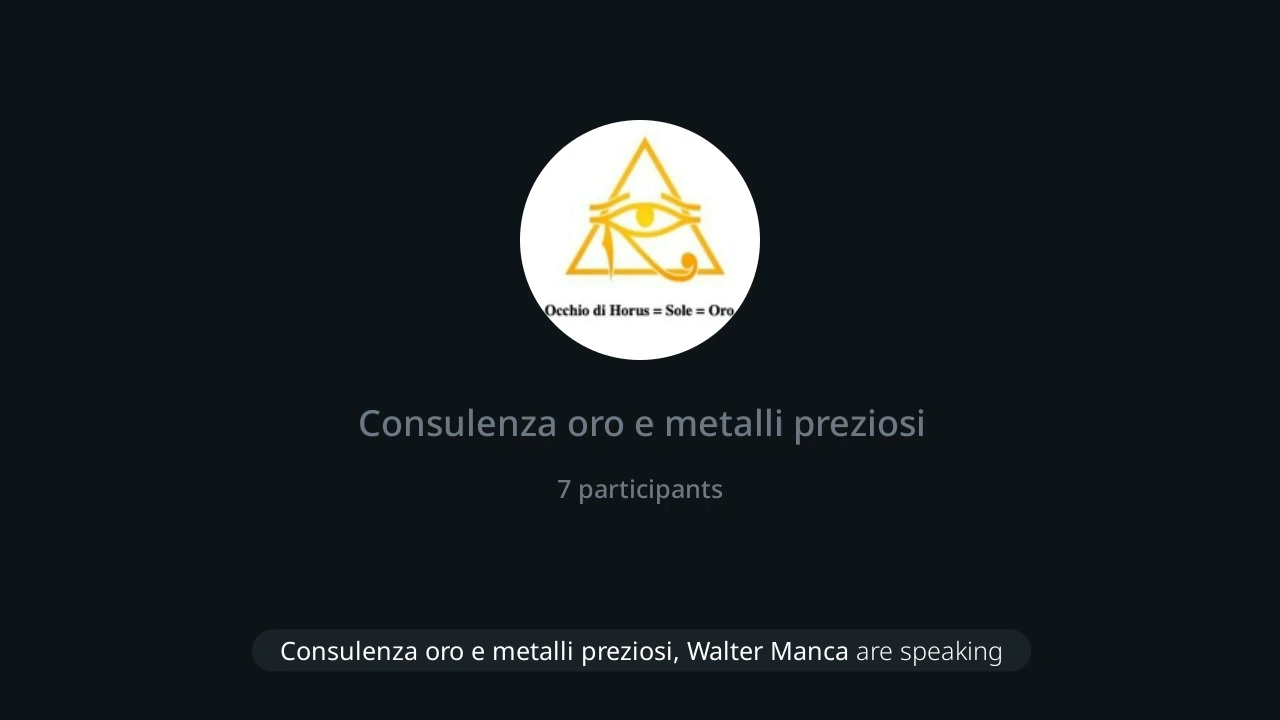 Occhio di Horus = Sole = Oro
Consulenza oro e metalli preziosi
7 participants
Consulenza oro e metalli preziosi, Walter Manca are speaking